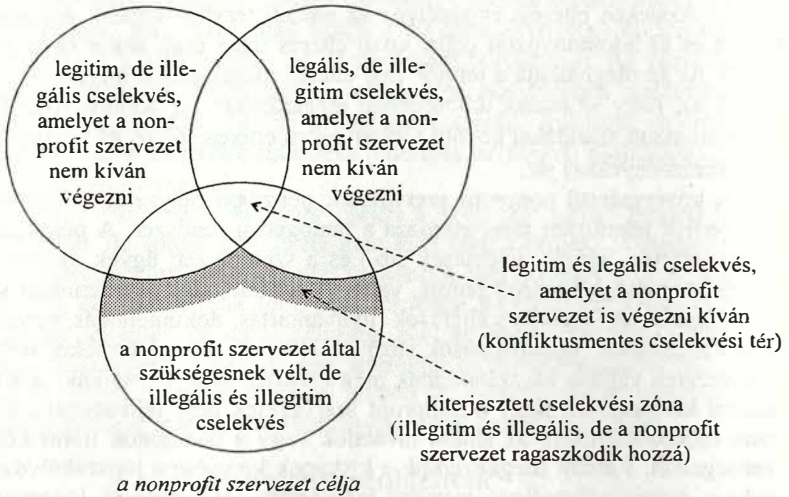 legitim, de ille-
gális cselekvés,
amelyet a non-
profit szervezet
nem kíván
végezni
legális, de ille-
gitim cselekvés,
amelyet a non-
profit szervezet
nem kíván
végezni
legitim és legális cselekvés,
amelyet a nonprofit
szervezet is végezni kíván
(konfliktusmentes cselekvési tér)
a nonprofit szervezet által
szükségesnek vélt, de
illegális és illegitim
cselekvés
kiterjesztett cselekvési zóna
(illegitim és illegális, de a nonprofit
szervezet ragaszkodik hozzá)
a nonprofit szervezet célja